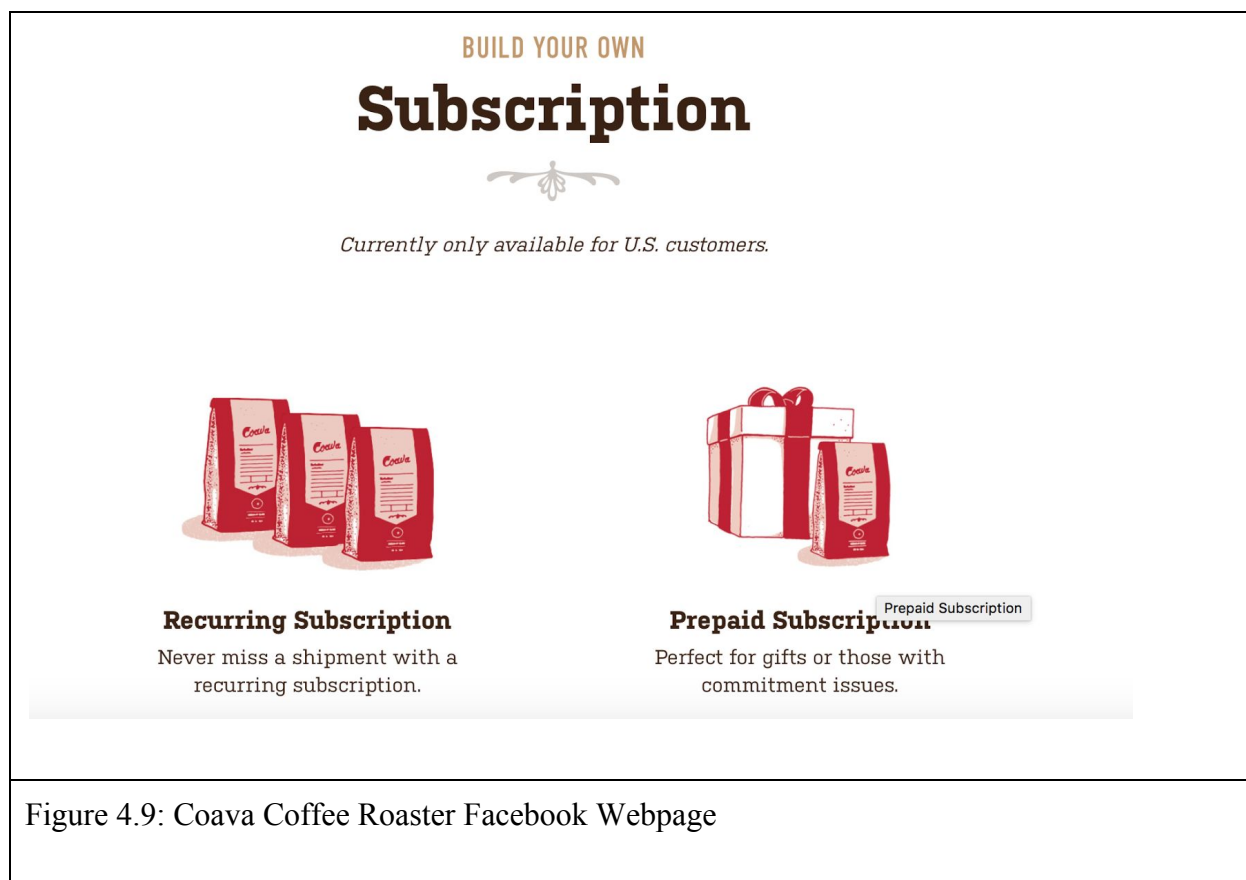 BUILD YOUR OWN
Subscription
Currently only available for U.S. customers.
Coava
Coava
Coava
Coava
Recurring Subscription
Never miss a shipment with a
recurring subscription.
Prepaid Subscription
Prepaid Subscription
Perfect for gifts or those with
commitment issues.
Figure 4.9: Coava Coffee Roaster Facebook Webpage